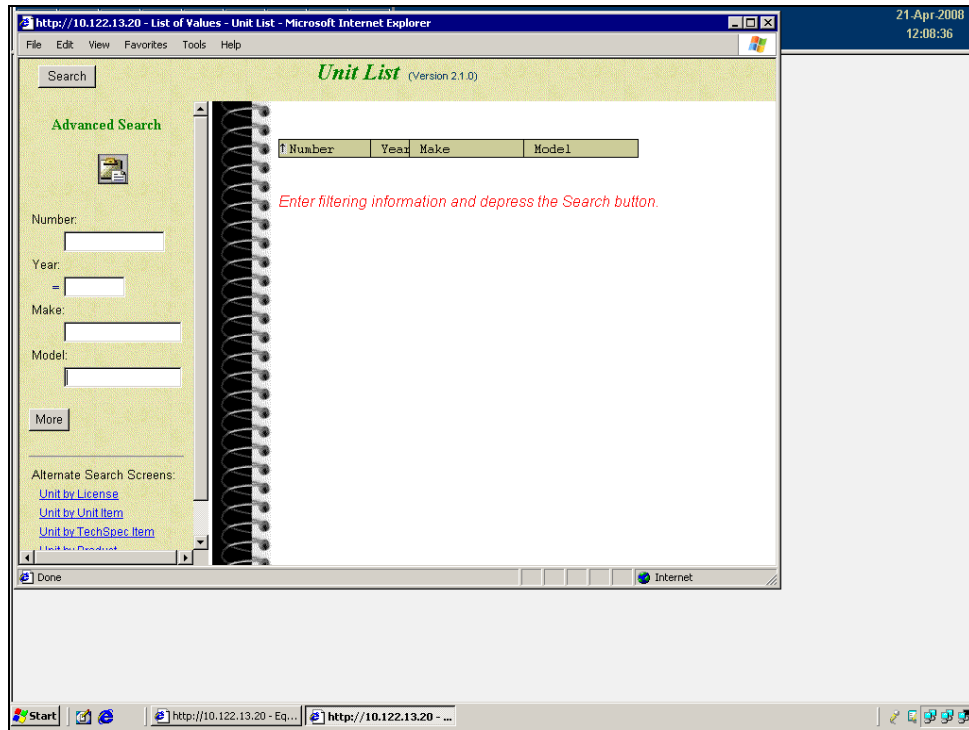 http://10.122.13.20 - List of Values - Unit List - Microsoft Internet Explorer
21-Apr-2008
12:08:36
File Edit View Favorites Tools Help
Search
Unit List (Version 2.1.0)
Advanced Search
↑Number Year Make Model
Enter filtering information and depress the Search button.
Number:
Year:
=
Make:
Model:
More
Alternate Search Screens:
Unit by License
Unit by Unit Item
Unit by TechSpec Item
Unit by Product
Done
Internet
Start
http://10.122.13.20 - Eq...
http://10.122.13.20 - ...